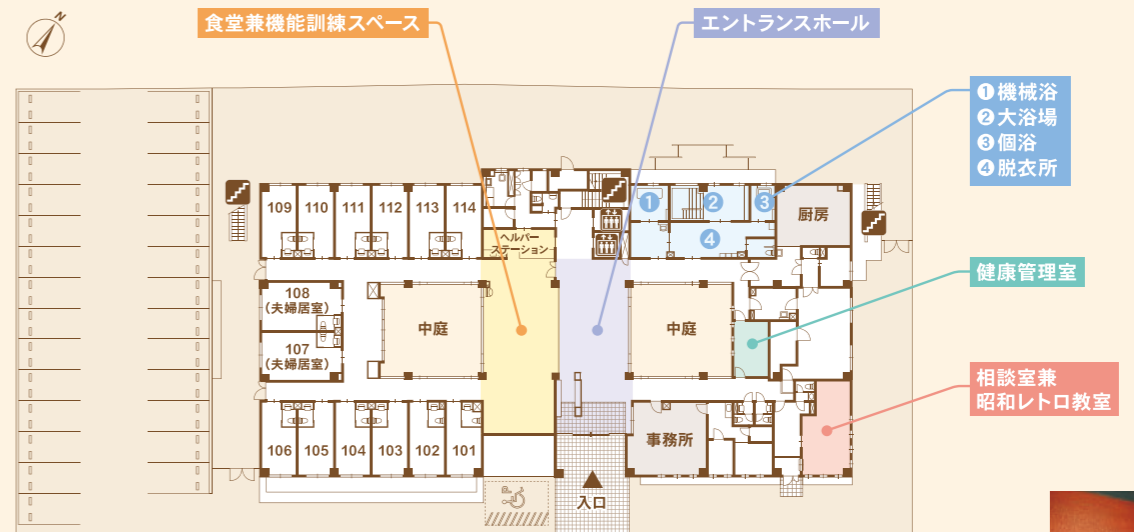 N
食堂兼機能訓練スペース
エントランスホール
❶機械浴
❷大浴場
❸個浴
❹脱衣所
109
110
111
112
113
114
ヘルパー
ステーション
1
2
3
4
厨房
健康管理室
108
(夫婦居室)
107
(夫婦居室)
中庭
中庭
相談室兼
昭和レトロ教室
106
105
104
103
102
101
事務所
P
入口